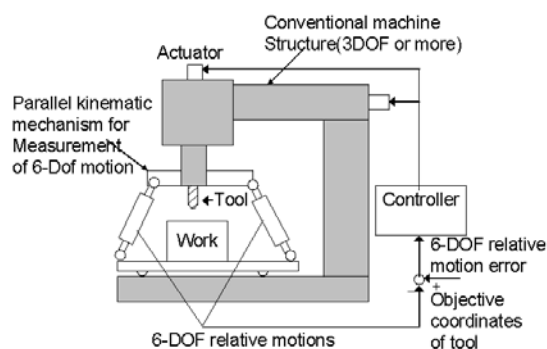 Conventional machine
Structure(3DOF or more)
Actuator
Parallel kinematic
mechanism for
Measurement
of 6-Dof motion
Tool
Work
Controller
6-DOF relative
motion error
- +
Objective
coordinates
of tool
6-DOF relative motions